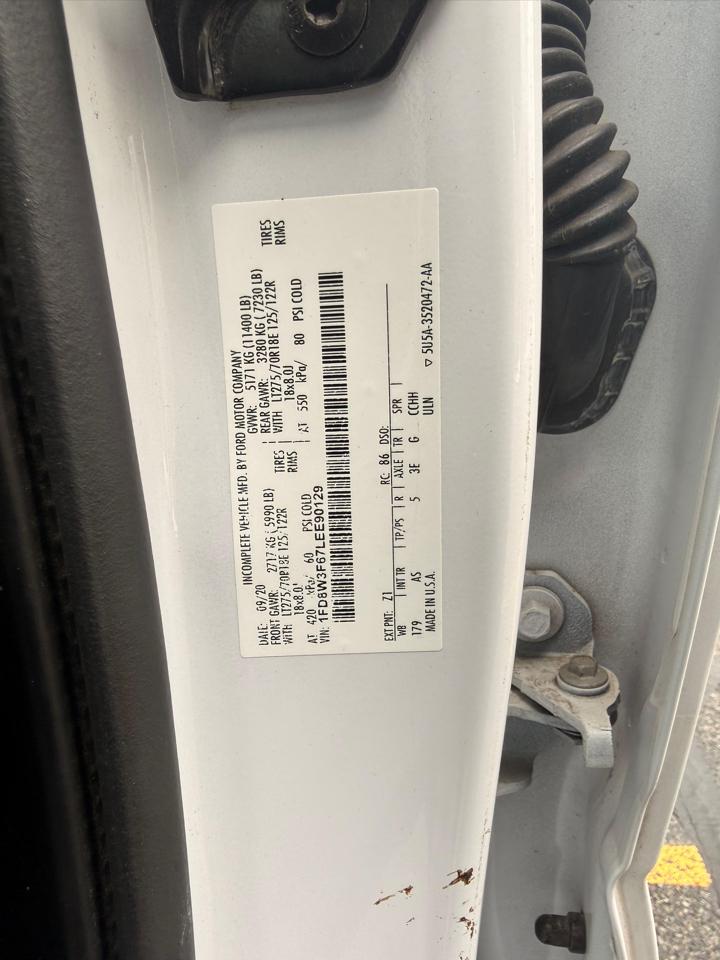 INCOMPLETE VEHICLE MFD. BY FORD MOTOR COMPANY
DATE: 09/20 GVWR: 5171 KG (11400 LB)
FRONT GAWR: 2717 KG (5990 LB) REAR GAWR: 3280 KG (7230 LB)
WITH LT275/70R18E 125/122R TIRES WITH LT275/70R18E 125/122R TIRES
18x8.0J RIMS 18x8.0J RIMS
AT 420 kPa/ 60 PSI COLD AT 550 kPa/ 80 PSI COLD
VIN: 1FD8W3F67LEE90129
EXT PNT: Z1 RC: 86 DSO:
WB INT TR TP/PS R AXLE TR SPR
179 AS 5 3E G CCHH
ULN
MADE IN U.S.A. ▽ 5U5A-3520472-AA